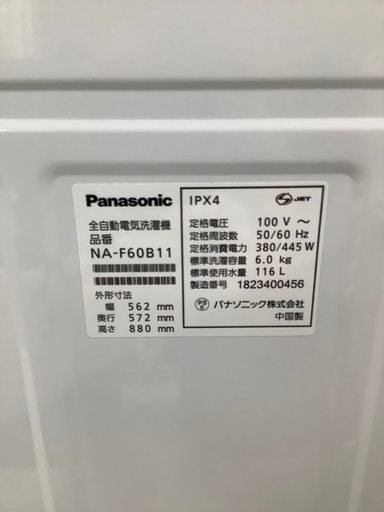 Panasonic
全自動電気洗濯機
品番
NA-F60B11
外形寸法
幅 562 mm
奥行 572 mm
高さ 880 mm
IPX4
S JET
定格電圧 100 V ~
定格周波数 50/60 Hz
定格消費電力 380/445 W
標準洗濯容量 6.0 kg
標準使用水量 116 L
製造番号 1823400456
PSE パナソニック株式会社
中国製